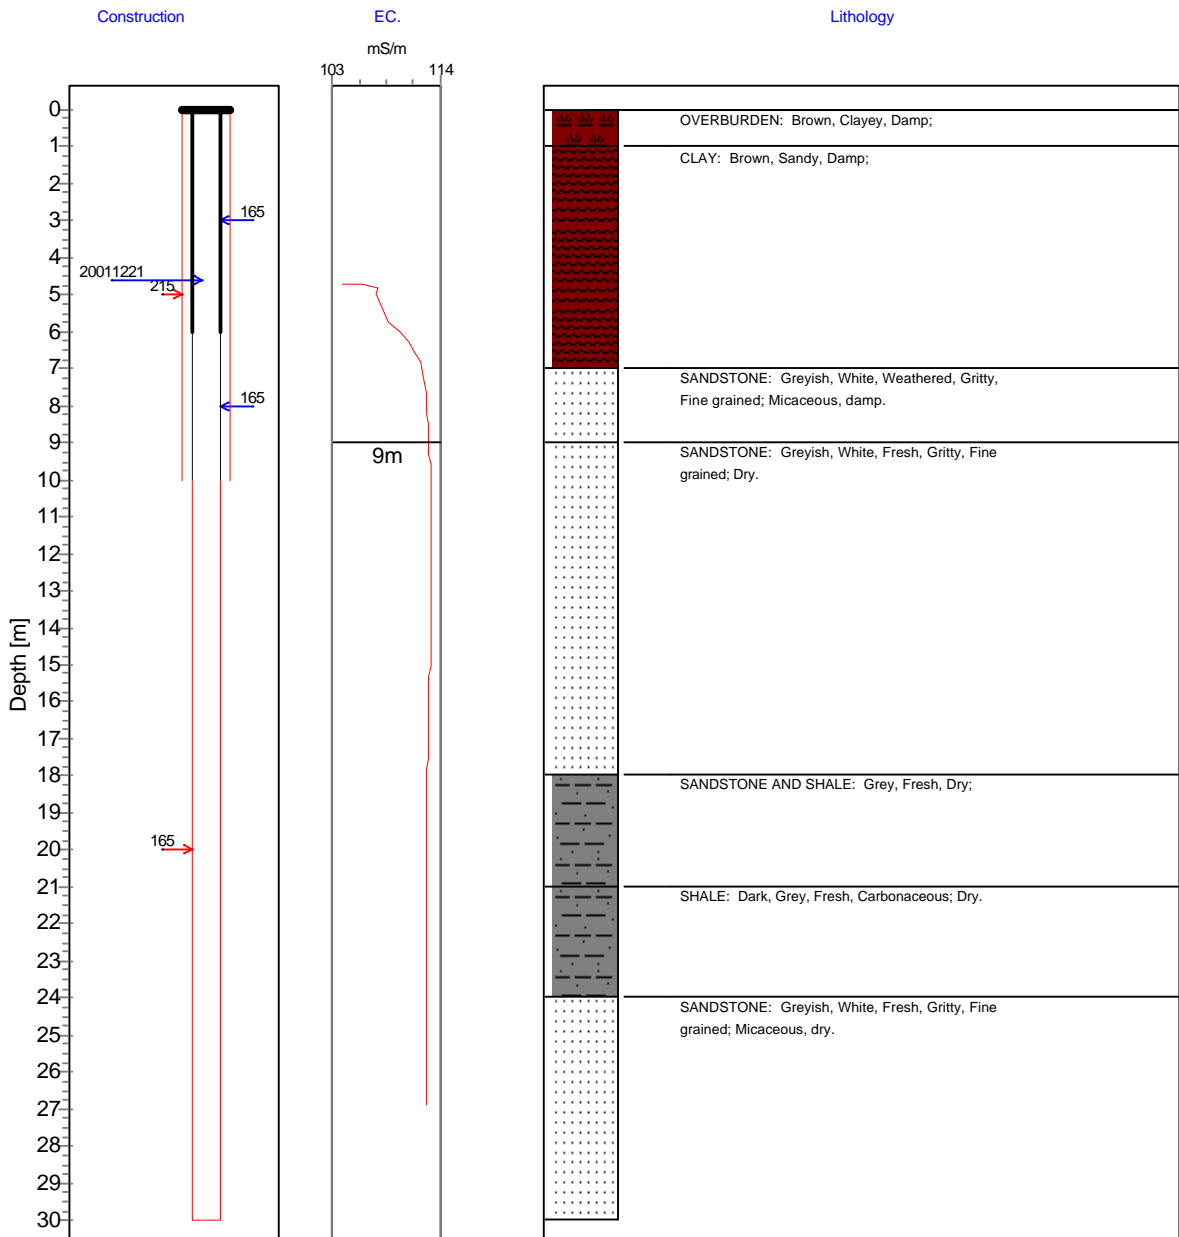 Construction
EC.
Lithology
mS/m
103
114
Depth [m]
0
1
2
3
4
5
6
7
8
9
10
11
12
13
14
15
16
17
18
19
20
21
22
23
24
25
26
27
28
29
30
165
20011221
215
165
165
9m
OVERBURDEN: Brown, Clayey, Damp;
CLAY: Brown, Sandy, Damp;
SANDSTONE: Greyish, White, Weathered, Gritty,
Fine grained; Micaceous, damp.
SANDSTONE: Greyish, White, Fresh, Gritty, Fine
grained; Dry.
SANDSTONE AND SHALE: Grey, Fresh, Dry;
SHALE: Dark, Grey, Fresh, Carbonaceous; Dry.
SANDSTONE: Greyish, White, Fresh, Gritty, Fine
grained; Micaceous, dry.